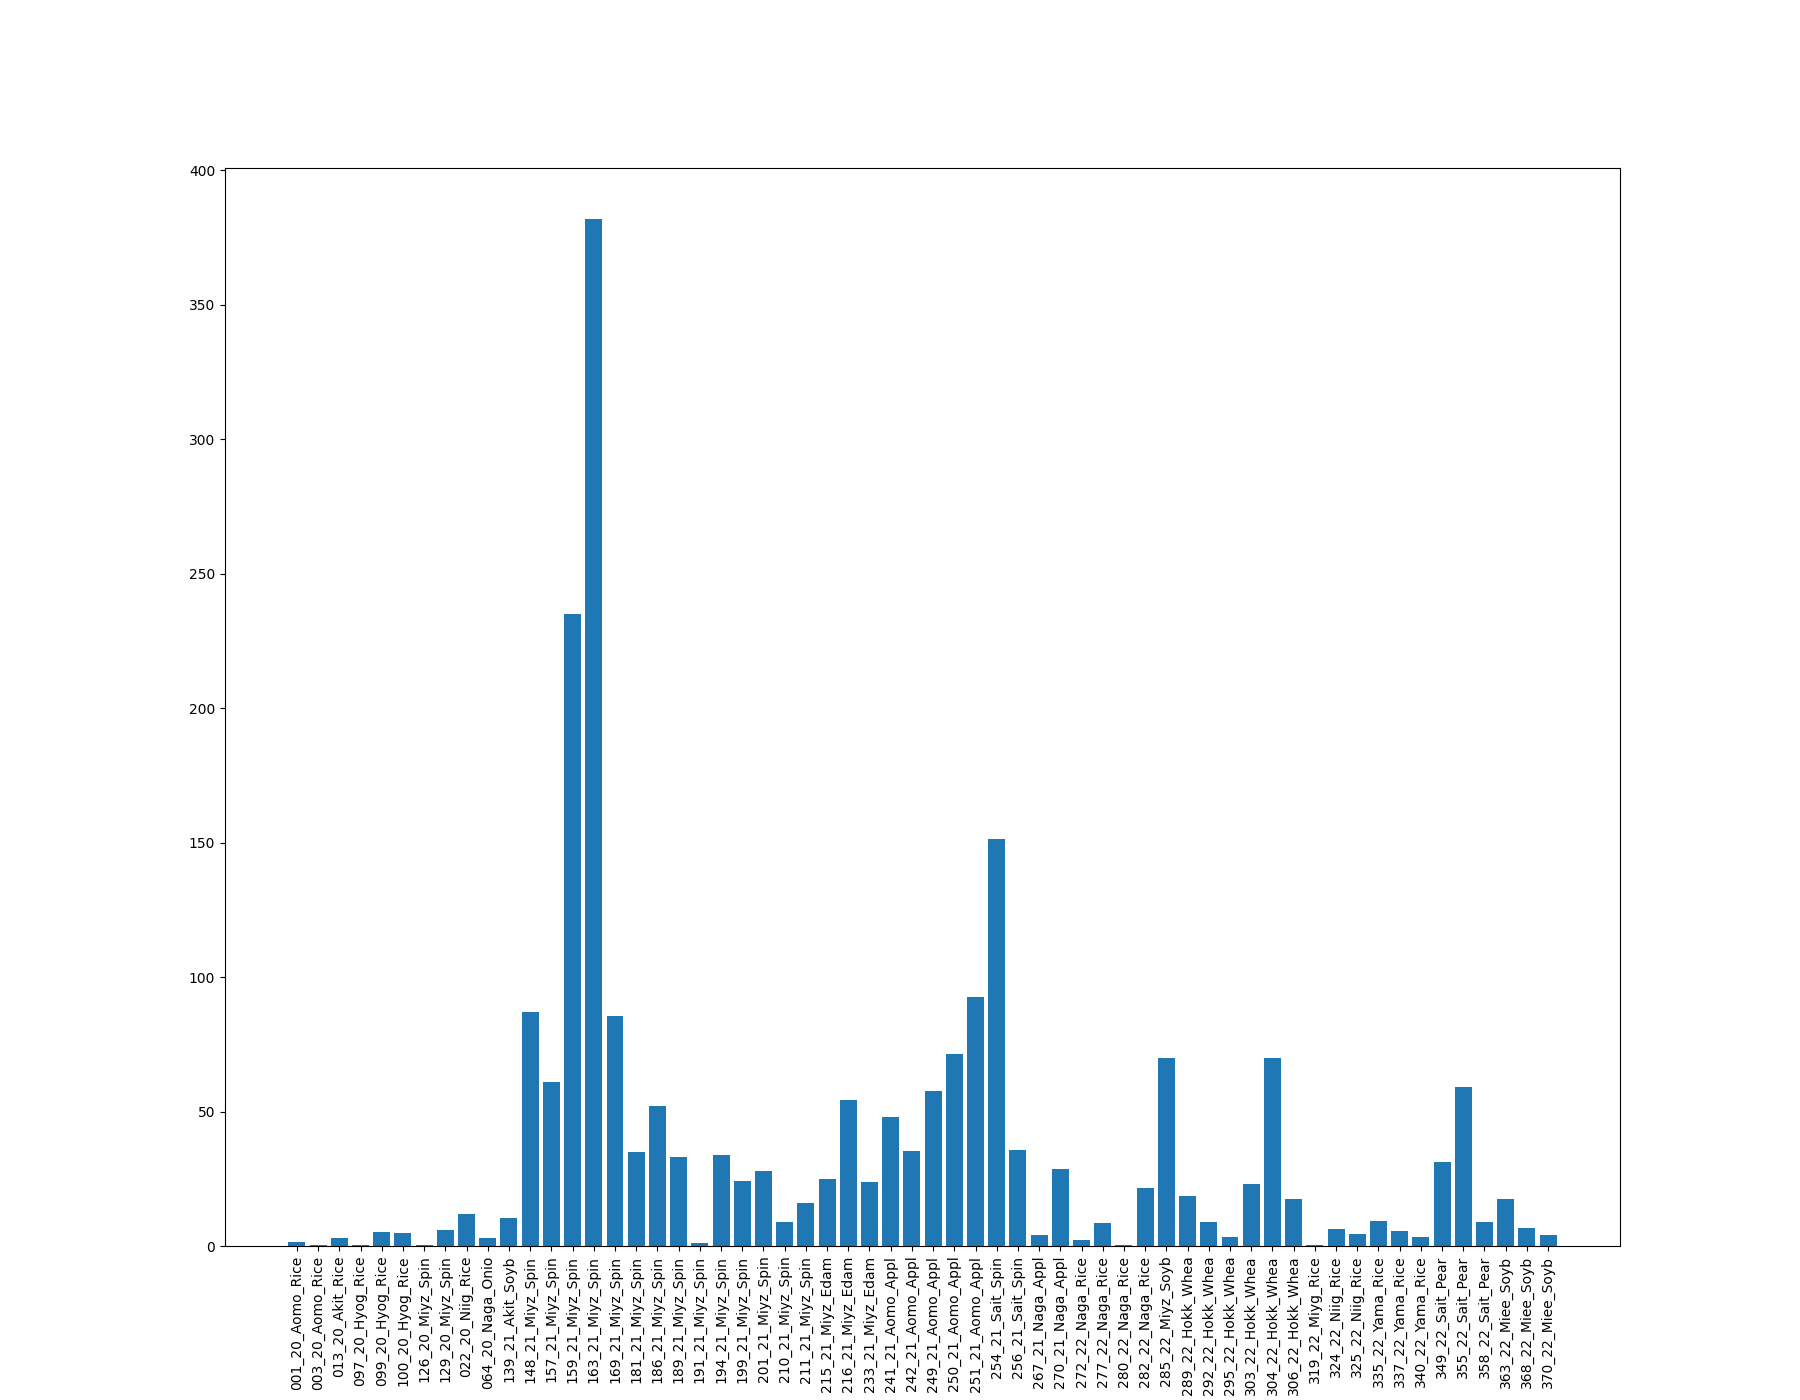 400
350
300
250
200
150
100
50
0
001_20_Aomo_Rice
003_20_Aomo_Rice
013_20_Akit_Rice
097_20_Hyog_Rice
099_20_Hyog_Rice
100_20_Hyog_Rice
126_20_Miyz_Spin
129_20_Miyz_Spin
022_20_Niig_Rice
064_20_Naga_Onio
139_21_Akit_Soyb
148_21_Miyz_Spin
157_21_Miyz_Spin
159_21_Miyz_Spin
163_21_Miyz_Spin
169_21_Miyz_Spin
181_21_Miyz_Spin
186_21_Miyz_Spin
189_21_Miyz_Spin
191_21_Miyz_Spin
194_21_Miyz_Spin
199_21_Miyz_Spin
201_21_Miyz_Spin
210_21_Miyz_Spin
211_21_Miyz_Spin
215_21_Miyz_Edam
216_21_Miyz_Edam
233_21_Miyz_Edam
241_21_Aomo_Appl
242_21_Aomo_Appl
249_21_Aomo_Appl
250_21_Aomo_Appl
251_21_Aomo_Appl
254_21_Sait_Spin
256_21_Sait_Spin
267_21_Naga_Appl
270_21_Naga_Appl
272_22_Naga_Rice
277_22_Naga_Rice
280_22_Naga_Rice
282_22_Naga_Rice
285_22_Miyz_Soyb
289_22_Hokk_Whea
292_22_Hokk_Whea
295_22_Hokk_Whea
303_22_Hokk_Whea
304_22_Hokk_Whea
306_22_Hokk_Whea
319_22_Miyg_Rice
324_22_Niig_Rice
325_22_Niig_Rice
335_22_Yama_Rice
337_22_Yama_Rice
340_22_Yama_Rice
349_22_Sait_Pear
355_22_Sait_Pear
358_22_Sait_Pear
363_22_Miee_Soyb
368_22_Miee_Soyb
370_22_Miee_Soyb